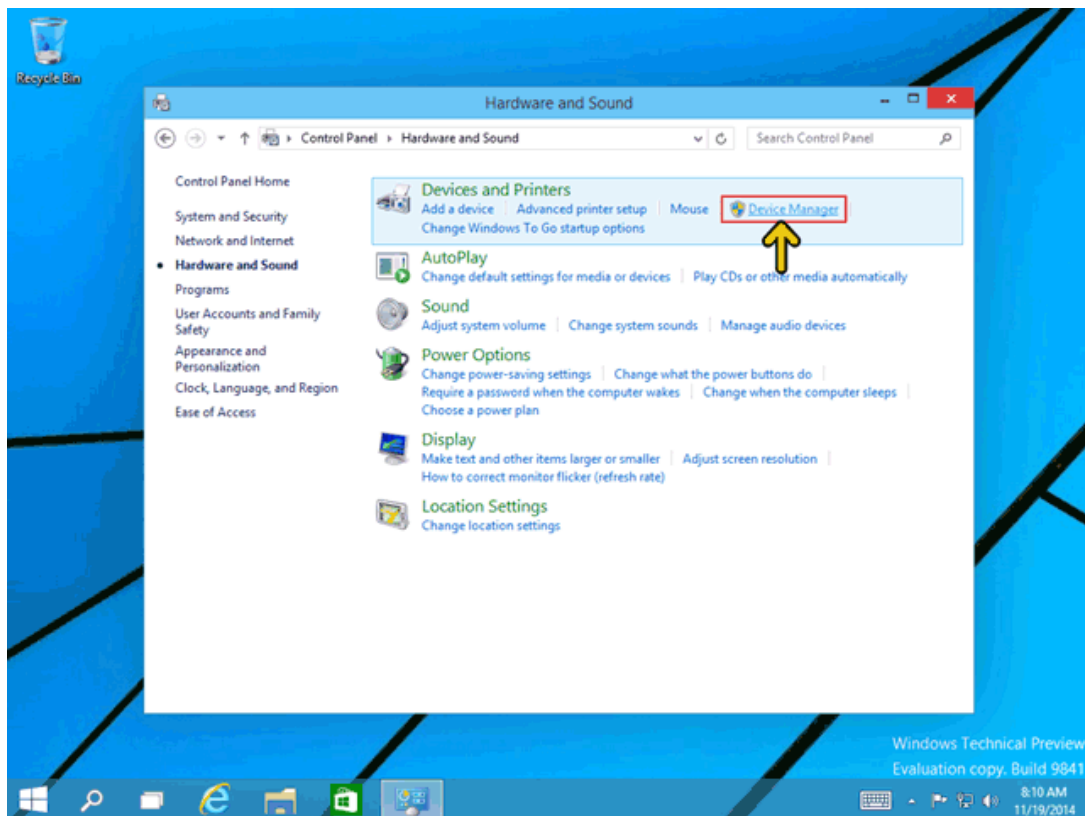 Recycle Bin
Hardware and Sound
Control Panel Hardware and Sound
Search Control Panel
Control Panel Home
System and Security
Network and Internet
Hardware and Sound
Programs
User Accounts and Family
Safety
Appearance and
Personalization
Clock, Language, and Region
Ease of Access
Devices and Printers
Add a device Advanced printer setup Mouse Device Manager
Change Windows To Go startup options
AutoPlay
Change default settings for media or devices Play CDs or other media automatically
Sound
Adjust system volume Change system sounds Manage audio devices
Power Options
Change power-saving settings Change what the power buttons do
Require a password when the computer wakes Change when the computer sleeps
Choose a power plan
Display
Make text and other items larger or smaller Adjust screen resolution
How to correct monitor flicker (refresh rate)
Location Settings
Change location settings
Windows Technical Preview
Evaluation copy. Build 9841
8:10 AM
11/19/2014